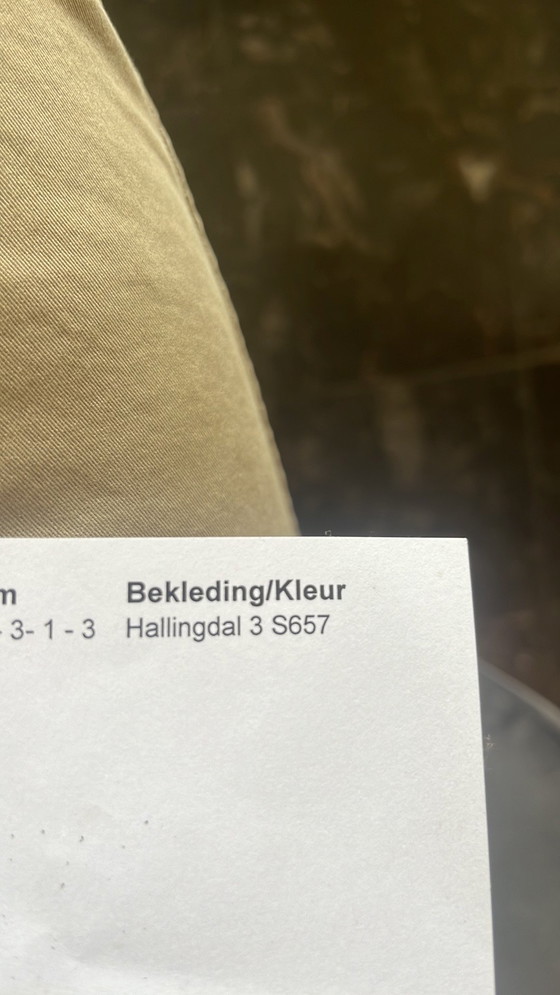 m Bekleding/Kleur
- 3- 1 - 3 Hallingdal 3 S657